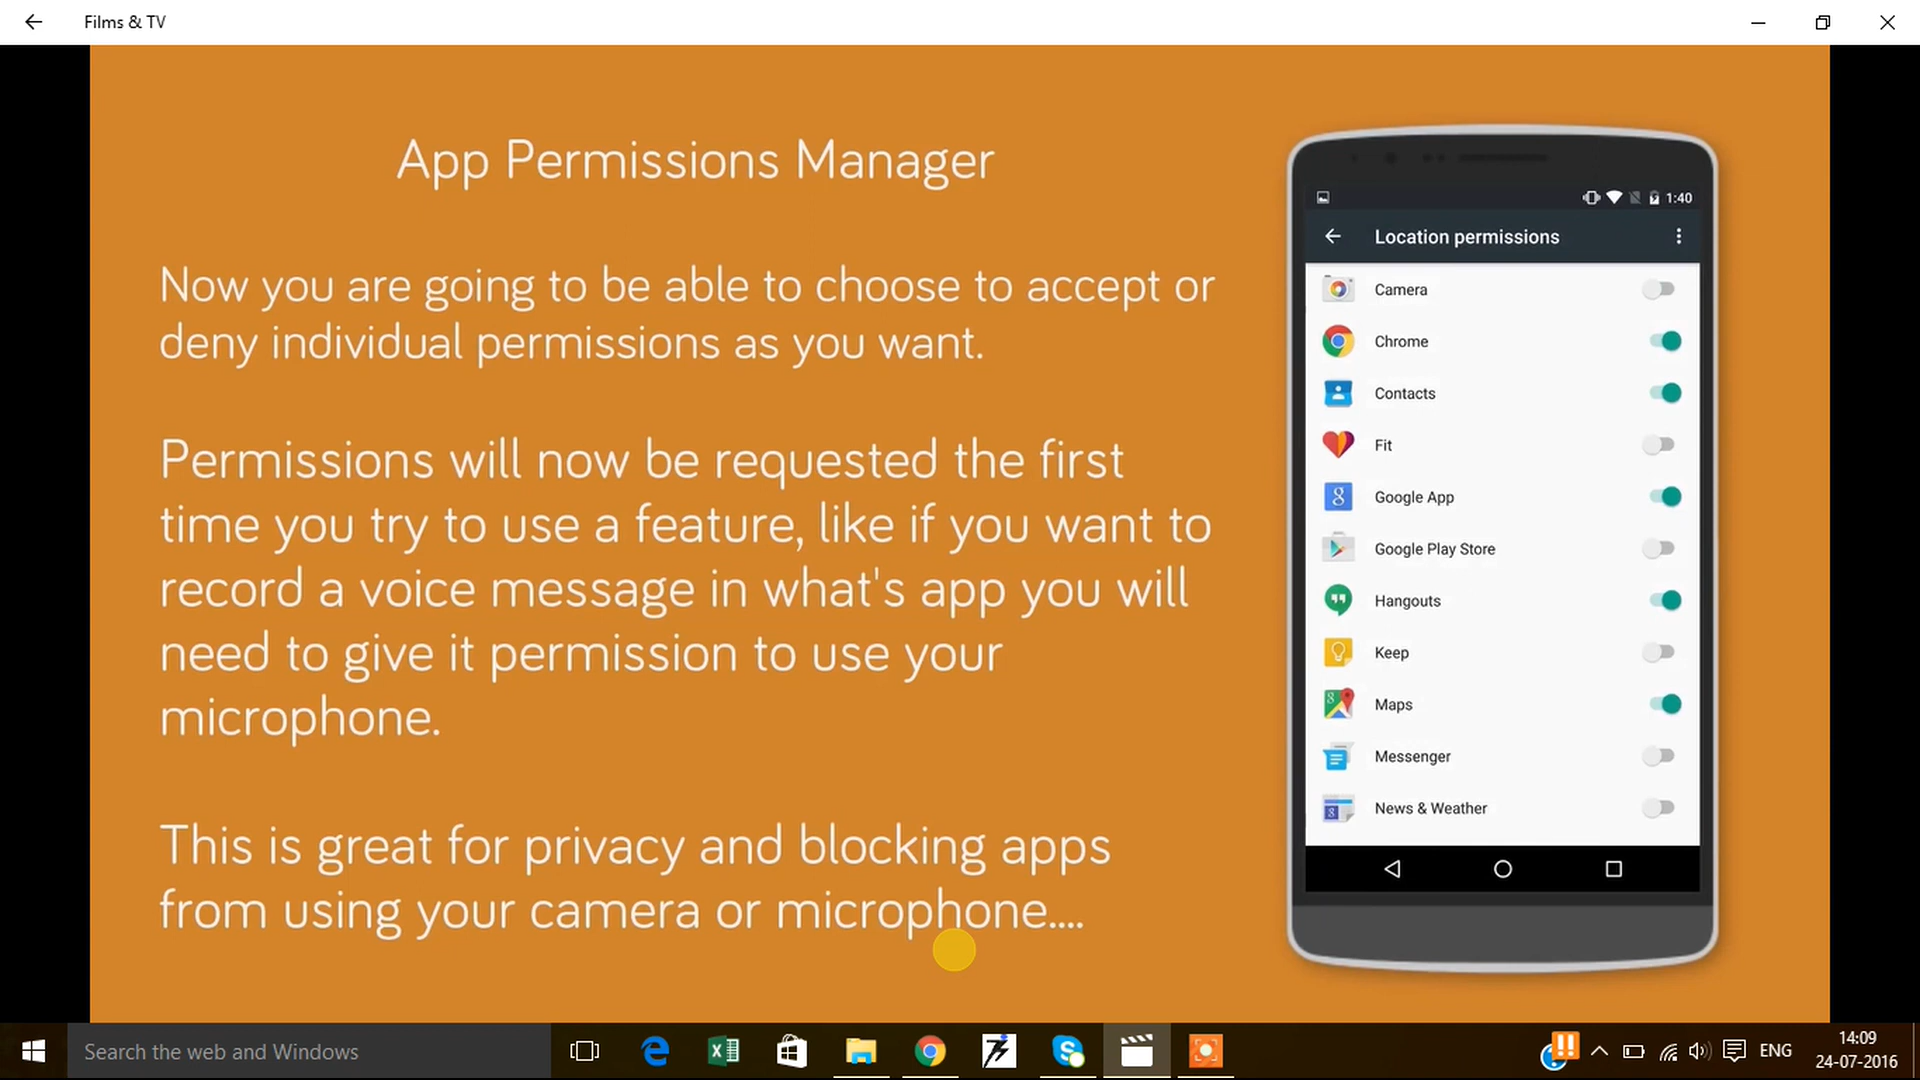 Films & TV
App Permissions Manager
Now you are going to be able to choose to accept or
deny individual permissions as you want.
Permissions will now be requested the first
time you try to use a feature, like if you want to
record a voice message in what's app you will
need to give it permission to use your
microphone.
This is great for privacy and blocking apps
from using your camera or microphone....
1:40
Location permissions
Camera
Chrome
Contacts
Fit
Google App
Google Play Store
Hangouts
Keep
Maps
Messenger
News & Weather
Search the web and Windows
ENG
14:09
24-07-2016